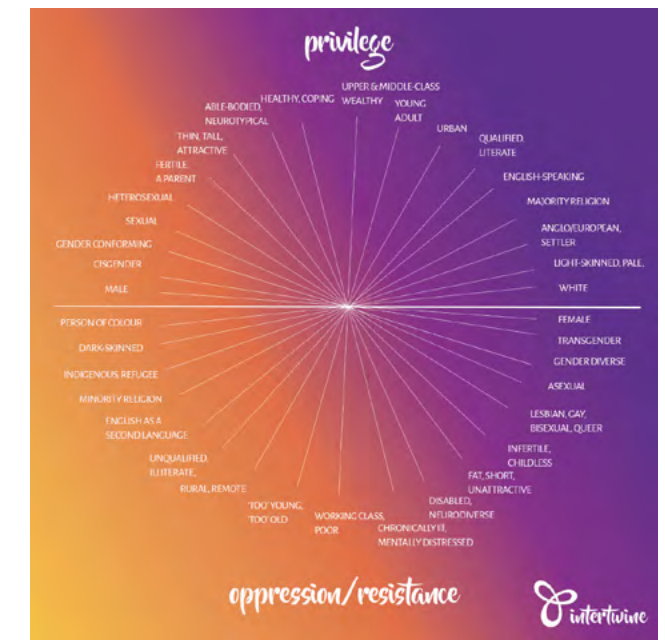 privilege
UPPER & MIDDLE-CLASS
WEALTHY
HEALTHY, COPING
YOUNG
ADULT
ABLE-BODIED,
NEUROTYPICAL
URBAN
THIN, TALL,
ATTRACTIVE
QUALIFIED,
LITERATE
FERTILE,
A PARENT
ENGLISH-SPEAKING
HETEROSEXUAL
MAJORITY RELIGION
SEXUAL
ANGLO/EUROPEAN,
SETTLER
GENDER CONFORMING
CISGENDER
LIGHT-SKINNED, PALE,
MALE
WHITE
PERSON OF COLOUR
FEMALE
DARK-SKINNED
TRANSGENDER
INDIGENOUS, REFUGEE
GENDER DIVERSE
MINORITY RELIGION
ASEXUAL
ENGLISH AS A
SECOND LANGUAGE
LESBIAN, GAY,
BISEXUAL, QUEER
UNQUALIFIED,
ILLITERATE,
INFERTILE,
CHILDLESS
RURAL, REMOTE
FAT, SHORT,
UNATTRACTIVE
'TOO' YOUNG,
'TOO' OLD
DISABLED,
NEURODIVERSE
WORKING CLASS,
POOR
CHRONICALLY ILL,
MENTALLY DISTRESSED
oppression/resistance
intertwine